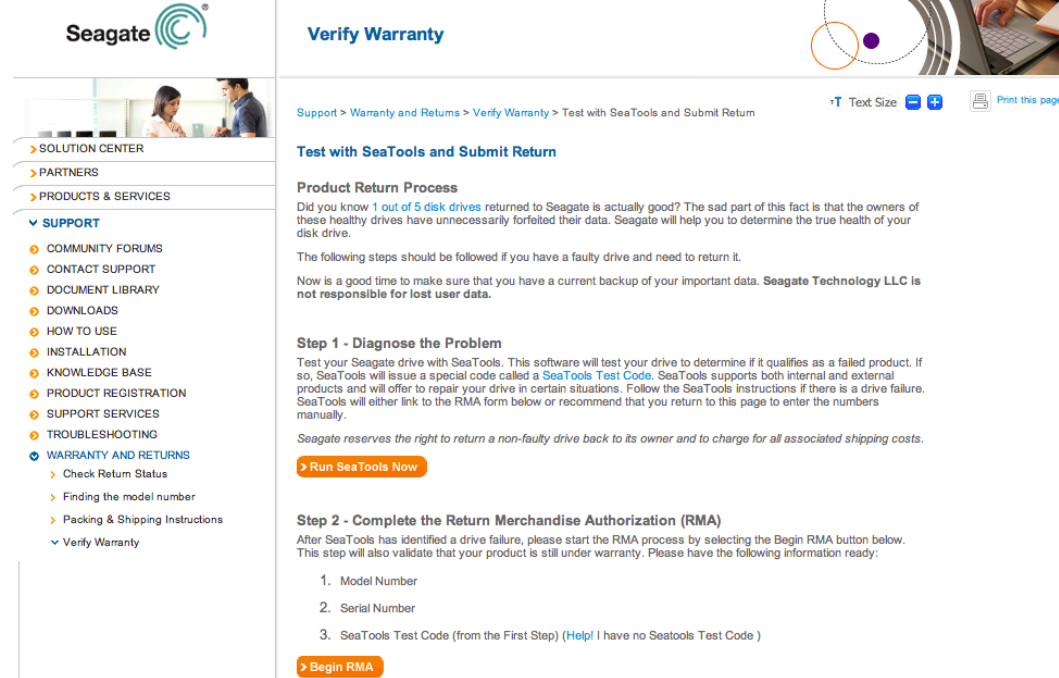 Seagate
®
Verify Warranty
TT Text Size
Print this page
Support > Warranty and Returns > Verify Warranty > Test with SeaTools and Submit Return
SOLUTION CENTER
PARTNERS
PRODUCTS & SERVICES
SUPPORT
COMMUNITY FORUMS
CONTACT SUPPORT
DOCUMENT LIBRARY
DOWNLOADS
HOW TO USE
INSTALLATION
KNOWLEDGE BASE
PRODUCT REGISTRATION
SUPPORT SERVICES
TROUBLESHOOTING
WARRANTY AND RETURNS
Check Return Status
Finding the model number
Packing & Shipping Instructions
Verify Warranty
Test with SeaTools and Submit Return
Product Return Process
Did you know 1 out of 5 disk drives returned to Seagate is actually good? The sad part of this fact is that the owners of
these healthy drives have unnecessarily forfeited their data. Seagate will help you to determine the true health of your
disk drive.
The following steps should be followed if you have a faulty drive and need to return it.
Now is a good time to make sure that you have a current backup of your important data. Seagate Technology LLC is
not responsible for lost user data.
Step 1 - Diagnose the Problem
Test your Seagate drive with SeaTools. This software will test your drive to determine if it qualifies as a failed product. If
so, SeaTools will issue a special code called a SeaTools Test Code. SeaTools supports both internal and external
products and will offer to repair your drive in certain situations. Follow the SeaTools instructions if there is a drive failure.
SeaTools will either link to the RMA form below or recommend that you return to this page to enter the numbers
manually.
Seagate reserves the right to return a non-faulty drive back to its owner and to charge for all associated shipping costs.
Run SeaTools Now
Step 2 - Complete the Return Merchandise Authorization (RMA)
After SeaTools has identified a drive failure, please start the RMA process by selecting the Begin RMA button below.
This step will also validate that your product is still under warranty. Please have the following information ready:
1. Model Number
2. Serial Number
3. SeaTools Test Code (from the First Step) (Help! I have no Seatools Test Code )
Begin RMA